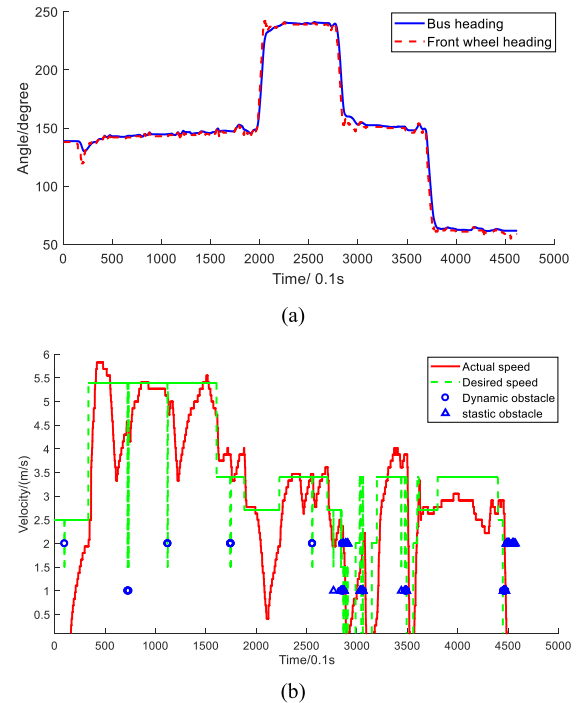 250
200
150
100
50
Angle/degree
Bus heading
Front wheel heading
0 500 1000 1500 2000 2500 3000 3500 4000 4500 5000
Time/ 0.1s
(a)
6
5.5
5
4.5
4
3.5
3
2.5
2
1.5
1
0.5
Velocity/(m/s)
Actual speed
Desired speed
Dynamic obstacle
stastic obstacle
0 500 1000 1500 2000 2500 3000 3500 4000 4500 5000
Time/0.1s
(b)